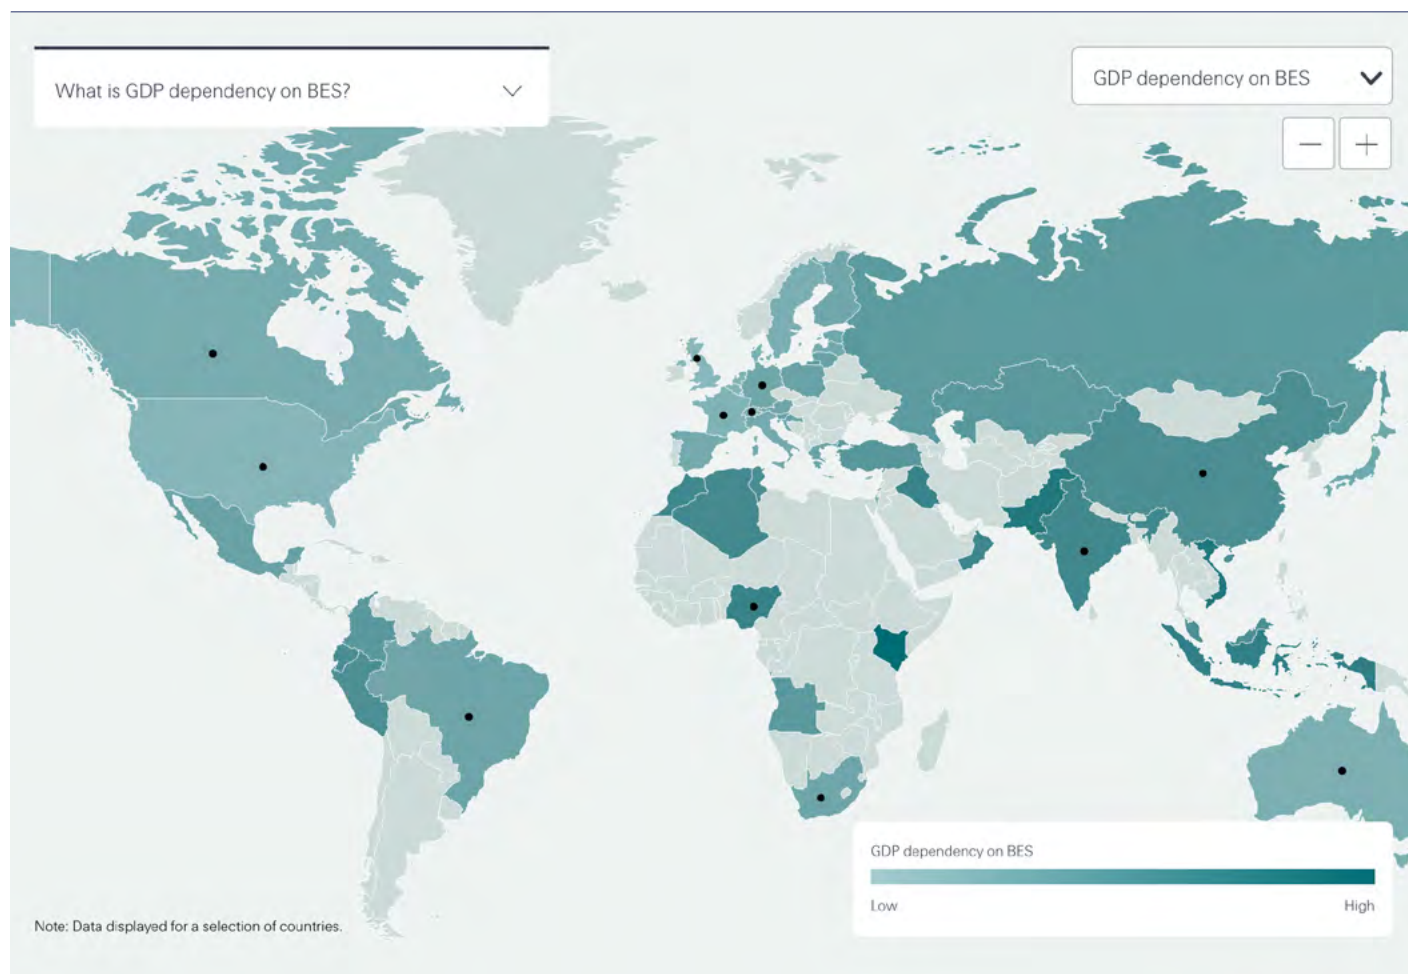 What is GDP dependency on BES?
GDP dependency on BES
GDP dependency on BES
Low
High
Note: Data displayed for a selection of countries.